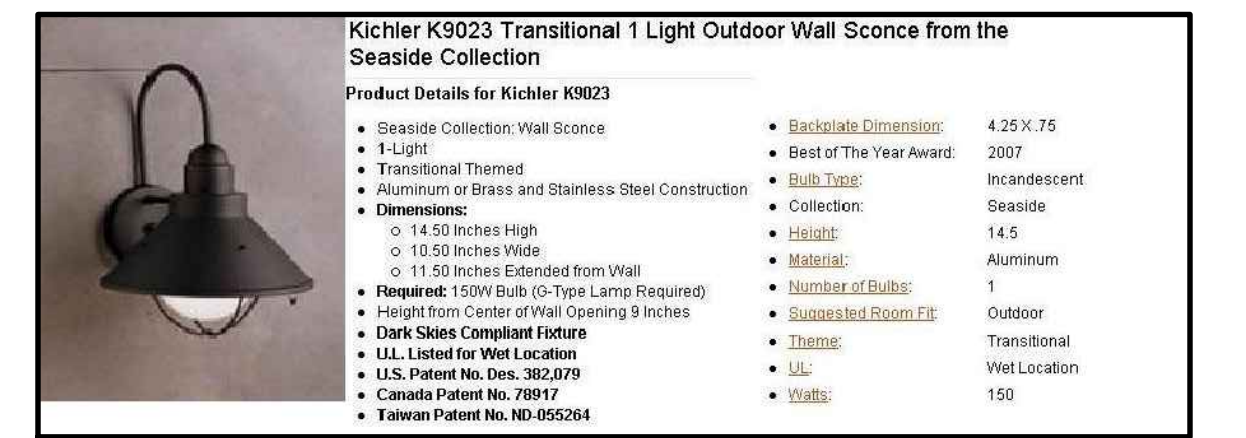 Kichler K9023 Transitional 1 Light Outdoor Wall Sconce from the
Seaside Collection
Product Details for Kichler K9023
• Seaside Collection: Wall Sconce
• 1-Light
• Transitional Themed
• Aluminum or Brass and Stainless Steel Construction
• Dimensions:
o 14.50 Inches High
o 10.50 Inches Wide
o 11.50 Inches Extended from Wall
• Required: 150W Bulb (G-Type Lamp Required)
• Height from Center of Wall Opening 9 Inches
• Dark Skies Compliant Fixture
• U.L. Listed for Wet Location
• U.S. Patent No. Des. 382,079
• Canada Patent No. 78917
• Taiwan Patent No. ND-055264
• Backplate Dimension: 4.25 X .75
• Best of The Year Award: 2007
• Bulb Type: Incandescent
• Collection: Seaside
• Height: 14.5
• Material: Aluminum
• Number of Bulbs: 1
• Suggested Room Fit: Outdoor
• Theme: Transitional
• UL: Wet Location
• Watts: 150